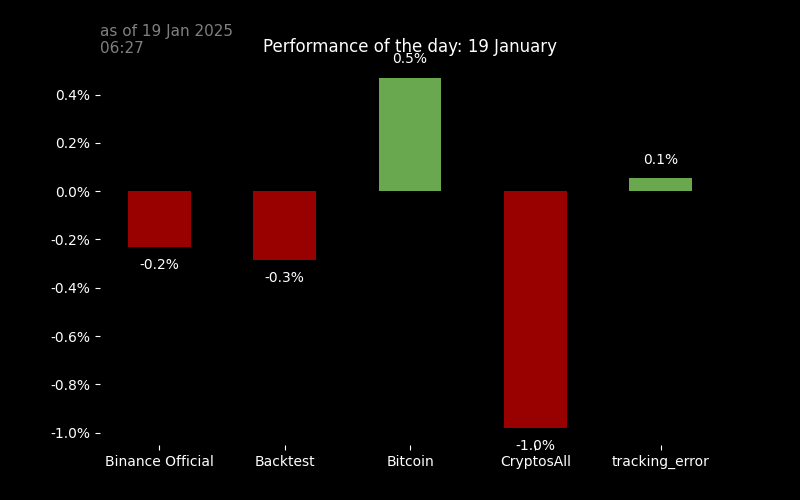 as of 19 Jan 2025
06:27
Performance of the day: 19 January
0.5%
0.4%
0.2%
0.1%
0.0%
-0.2%
-0.2%
-0.3%
-0.4%
-0.6%
-0.8%
-1.0%
-1.0%
Binance Official
Backtest
Bitcoin
CryptosAll
tracking_error